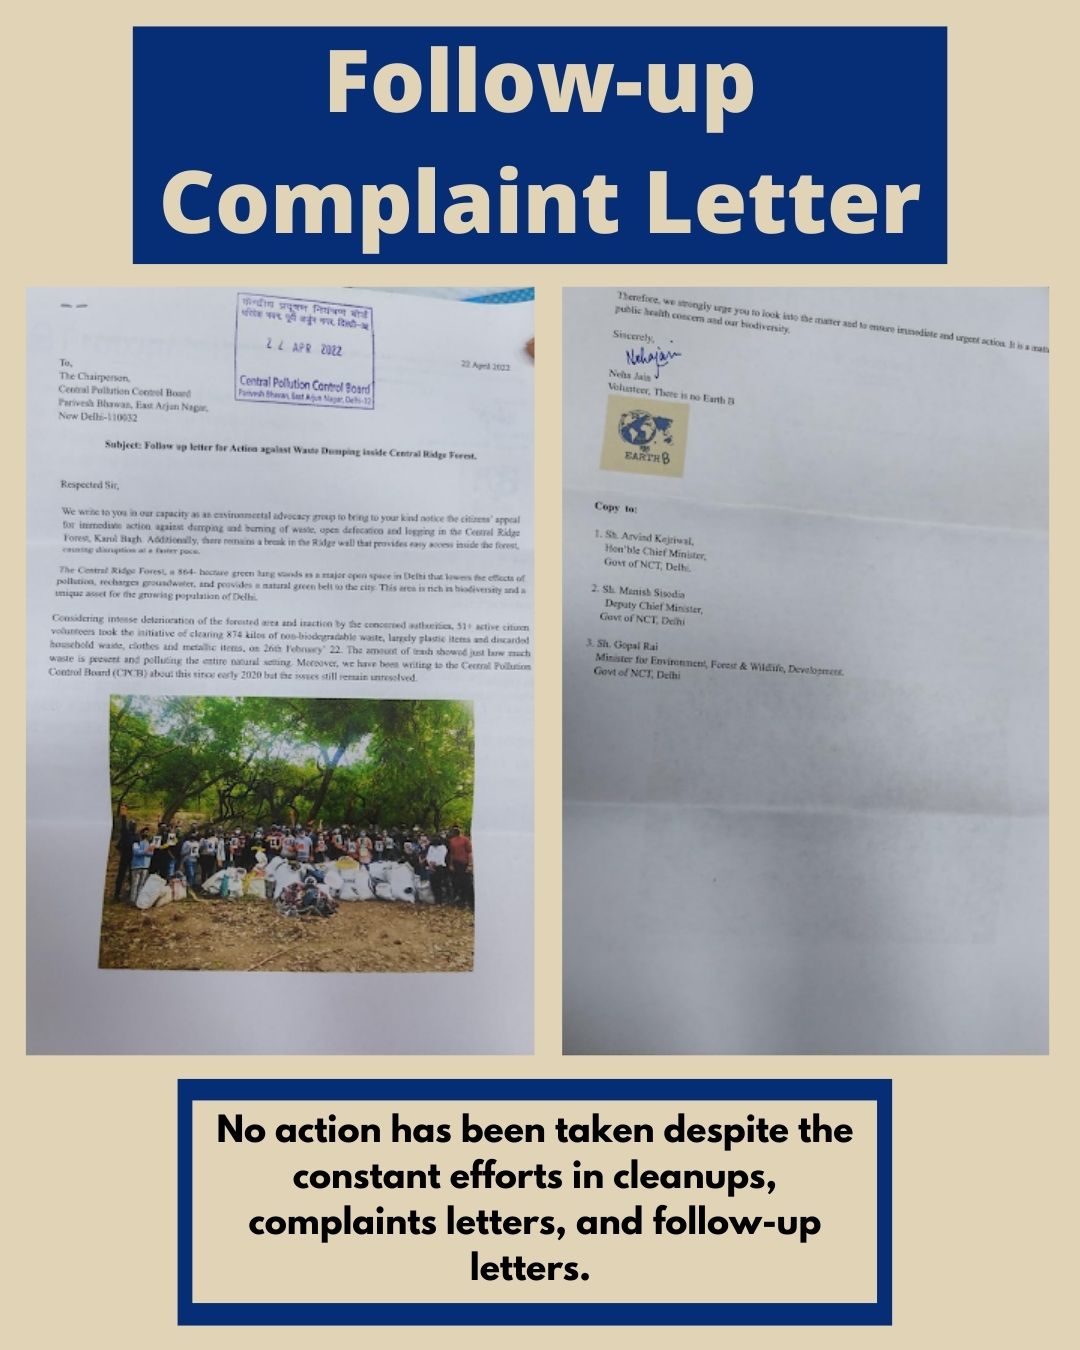 Follow-up
Complaint Letter
केन्द्रीय प्रदूषण नियंत्रण बोर्ड
परिवेश भवन, पूर्वी अर्जुन नगर, दिल्ली-
APR 2022
Central Pollution Control Board
Parivesh Bhawan, East Arjun Nagar, Delhi-32
22 April 2022
To,
The Chairperson,
Central Pollution Control Board
Parivesh Bhawan, East Arjun Nagar,
New Delhi-110032
Subject: Follow up letter for Action against Waste Dumping inside Central Ridge Forest.
Respected Sir,
We write to you in our capacity as an environmental advocacy group to bring to your kind notice the citizens' appeal
for immediate action against dumping and burning of waste, open defecation and logging in the Central Ridge
Forest, Karol Bagh. Additionally, there remains a break in the Ridge wall that provides easy access inside the forest,
causing disruption at a faster pace.
The Central Ridge Forest, a 864- hectare green lung stands as a major open space in Delhi that lowers the effects of
pollution, recharges groundwater, and provides a natural green belt to the city. This area is rich in biodiversity and a
unique asset for the growing population of Delhi.
Considering intense deterioration of the forested area and inaction by the concerned authorities, 51+ active citizen
volunteers took the initiative of clearing 874 kilos of non-biodegradable waste, largely plastic items and discarded
household waste, clothes and metallic items, on 26th February' 22. The amount of trash showed just how much
waste is present and polluting the entire natural setting. Moreover, we have been writing to the Central Pollution
Control Board (CPCB) about this since early 2020 but the issues still remain unresolved.
Therefore, we strongly urge you to look into the matter and to ensure immediate and urgent action. It is a
public health concern and our biodiversity.
Sincerely,
Nehajain
Neha Jain
Volunteer, There is no Earth B
EARTH B
Copy to:
1. Sh. Arvind Kejriwal,
Hon'ble Chief Minister,
Govt of NCT, Delhi.
2. Sh. Manish Sisodia
Deputy Chief Minister,
Govt of NCT, Delhi
3. Sh. Gopal Rai
Minister for Environment, Forest & Wildlife, Development.
Govt of NCT, Delhi
No action has been taken despite the
constant efforts in cleanups,
complaints letters, and follow-up
letters.